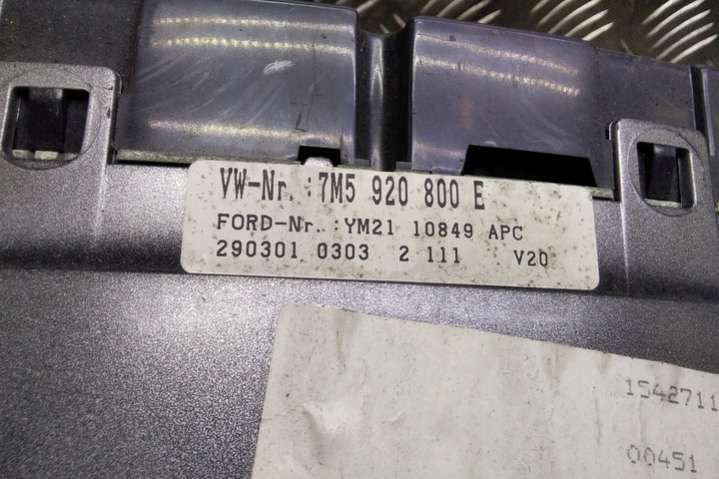 VW-Nr.:7M5 920 800 E
FORD-Nr.:YM21 10849 APC
290301 0303 2 111 V20
1542711
00451